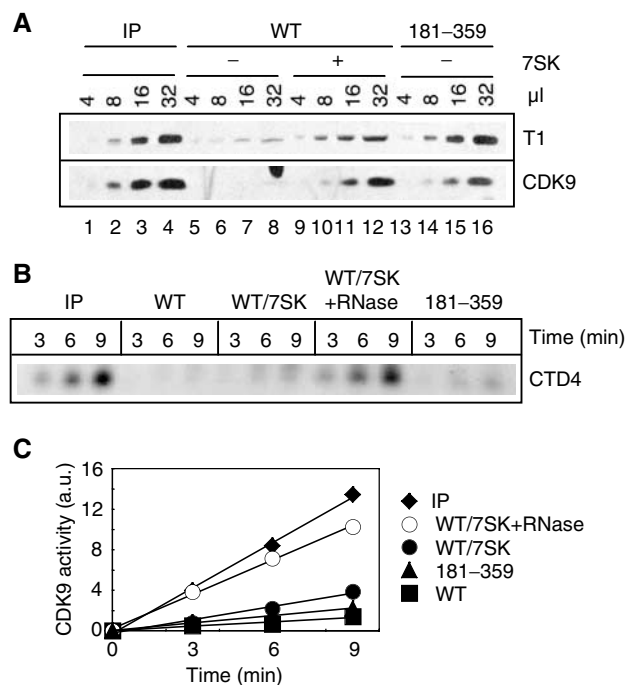 A
IP WT 181–359
– + – 7SK
4 8 16 32 4 8 16 32 4 8 16 32 4 8 16 32 µl
T1
CDK9
1 2 3 4 5 6 7 8 9 10 11 12 13 14 15 16
B
IP WT WT/7SK WT/7SK +RNase 181–359
3 6 9 3 6 9 3 6 9 3 6 9 3 6 9 Time (min)
CTD4
C
CDK9 activity (a.u.)
16
12
8
4
0
0 3 6 9
Time (min)
IP
WT/7SK+RNase
WT/7SK
181–359
WT